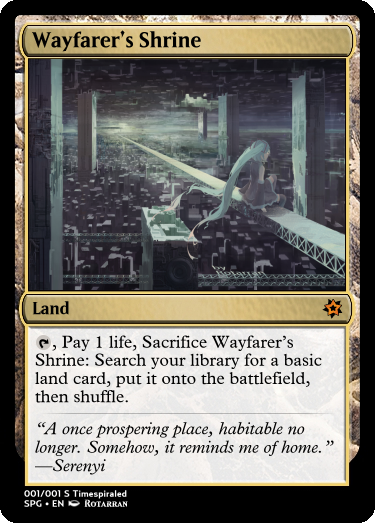 Wayfarer's Shrine
Land
, Pay 1 life, Sacrifice Wayfarer's
Shrine: Search your library for a basic
land card, put it onto the battlefield,
then shuffle.
“A once prospering place, habitable no
longer. Somehow, it reminds me of home.”
—Serenyi
001/001 S Timespiraled
SPG • EN ROTARRAN